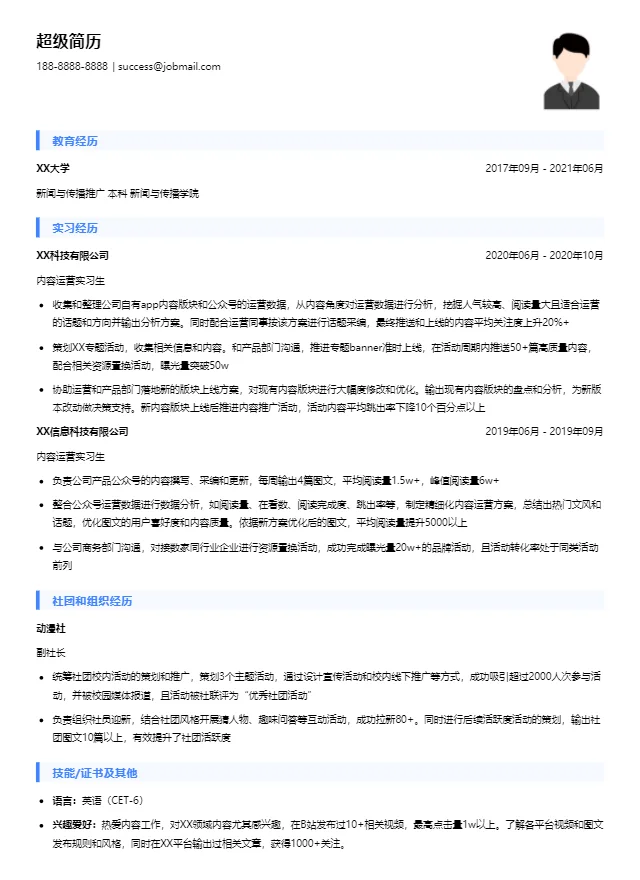 超级简历
188-8888-8888 | success@jobmail.com
教育经历
XX大学 2017年09月 - 2021年06月
新闻与传播推广 本科 新闻与传播学院
实习经历
XX科技有限公司 2020年06月 - 2020年10月
内容运营实习生
• 收集和整理公司自有app内容版块和公众号的运营数据，从内容角度对运营数据进行分析，挖掘人气较高、阅读量大且适合运营
的话题和方向并输出分析方案。同时配合运营同事按该方案进行话题采编，最终推送和上线的内容平均关注度上升20%+
• 策划XX专题活动，收集相关信息和内容。和产品部门沟通，推进专题banner准时上线，在活动周期内推送50+篇高质量内容，
配合相关资源置换活动，曝光量突破50w
• 协助运营和产品部门落地新的版块上线方案，对现有内容版块进行大幅度修改和优化。输出现有内容版块的盘点和分析，为新版
本改动做决策支持。新内容版块上线后推进内容推广活动，活动内容平均跳出率下降10个百分点以上
XX信息科技有限公司 2019年06月 - 2019年09月
内容运营实习生
• 负责公司产品公众号的内容撰写、采编和更新，每周输出4篇图文，平均阅读量1.5w+，峰值阅读量6w+
• 整合公众号运营数据进行数据分析，如阅读量、在看数、阅读完成度、跳出率等，制定精细化内容运营方案，总结出热门文风和
话题，优化图文的用户喜好度和内容质量。依据新方案优化后的图文，平均阅读量提升5000以上
• 与公司商务部门沟通，对接数家同行业企业进行资源置换活动，成功完成曝光量20w+的品牌活动，且活动转化率处于同类活动
前列
社团和组织经历
动漫社
副社长
• 统筹社团校内活动的策划和推广，策划3个主题活动，通过设计宣传活动和校内线下推广等方式，成功吸引超过2000人次参与活
动，并被校园媒体报道，且活动被社联评为“优秀社团活动”
• 负责组织社员迎新，结合社团风格开展猜人物、趣味问答等互动活动，成功拉新80+。同时进行后续活跃度活动的策划，输出社
团图文10篇以上，有效提升了社团活跃度
技能/证书及其他
• 语言：英语（CET-6）
• 兴趣爱好：热爱内容工作，对XX领域内容尤其感兴趣，在B站发布过10+相关视频，最高点击量1w以上。了解各平台视频和图文
发布规则和风格，同时在XX平台输出过相关文章，获得1000+关注。